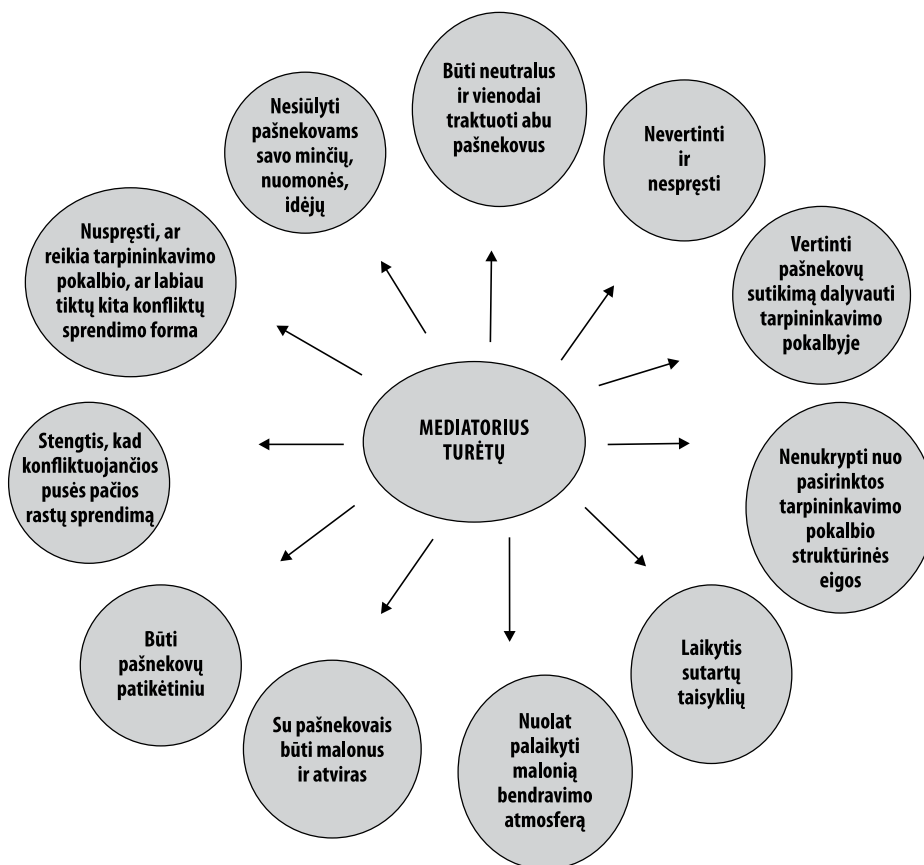 Būti neutralus
ir vienodai
traktuoti abu
pašnekovus
Nevertinti
ir
nespręsti
Vertinti
pašnekovų
sutikimą dalyvauti
tarpininkavimo
pokalbyje
Nenukrypti nuo
pasirinktos
tarpininkavimo
pokalbio
struktūrinės
eigos
Laikytis
sutartų
taisyklių
Nuolat
palaikyti
malonią
bendravimo
atmosferą
Su pašnekovais
būti malonus
ir atviras
Būti
pašnekovų
patikėtiniu
Stengtis, kad
konfliktuojančios
pusės pačios
rastų sprendimą
Nuspręsti, ar
reikia tarpininkavimo
pokalbio, ar labiau
tiktų kita konfliktų
sprendimo forma
Nesiūlyti
pašnekovams
savo minčių,
nuomonės,
idėjų
MEDIATORIUS
TURĖTŲ